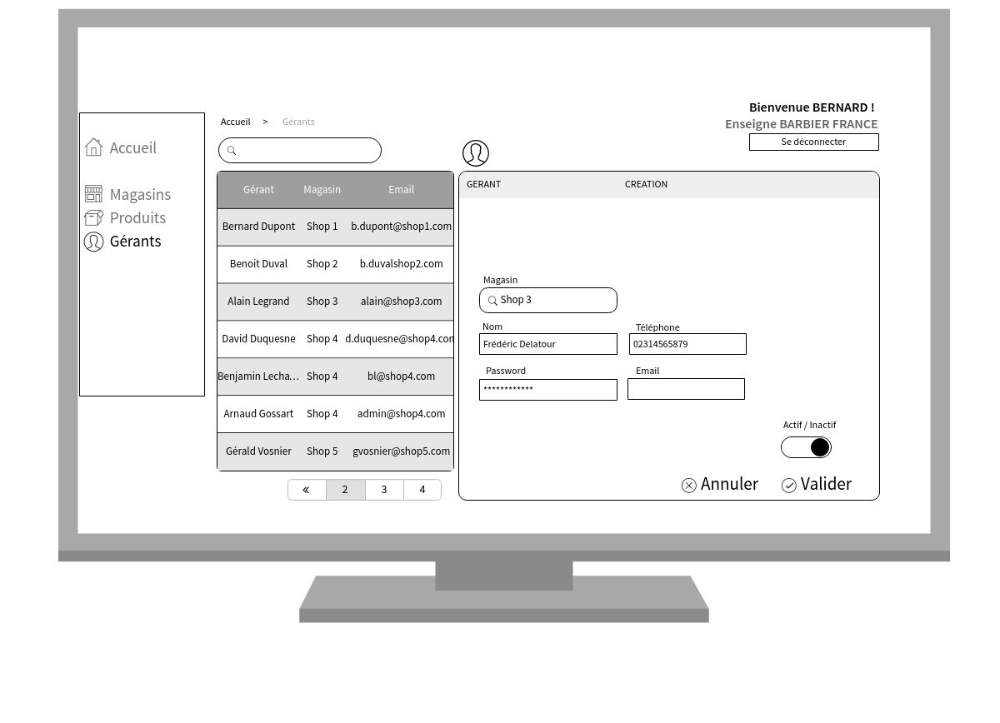 Bienvenue BERNARD !
Enseigne BARBIER FRANCE
Se déconnecter
Accueil
Magasins
Produits
Gérants
Accueil > Gérants
Gérant Magasin Email
Bernard Dupont Shop 1 b.dupont@shop1.com
Benoit Duval Shop 2 b.duvalshop2.com
Alain Legrand Shop 3 alain@shop3.com
David Duquesne Shop 4 d.duquesne@shop4.com
Benjamin Lecha... Shop 4 bl@shop4.com
Arnaud Gossart Shop 4 admin@shop4.com
Gérald Vosnier Shop 5 gvosnier@shop5.com
« 2 3 4
GERANT CREATION
Magasin
Shop 3
Nom Téléphone
Frédéric Delatour 02314565879
Password Email
************
Actif / Inactif
Annuler Valider